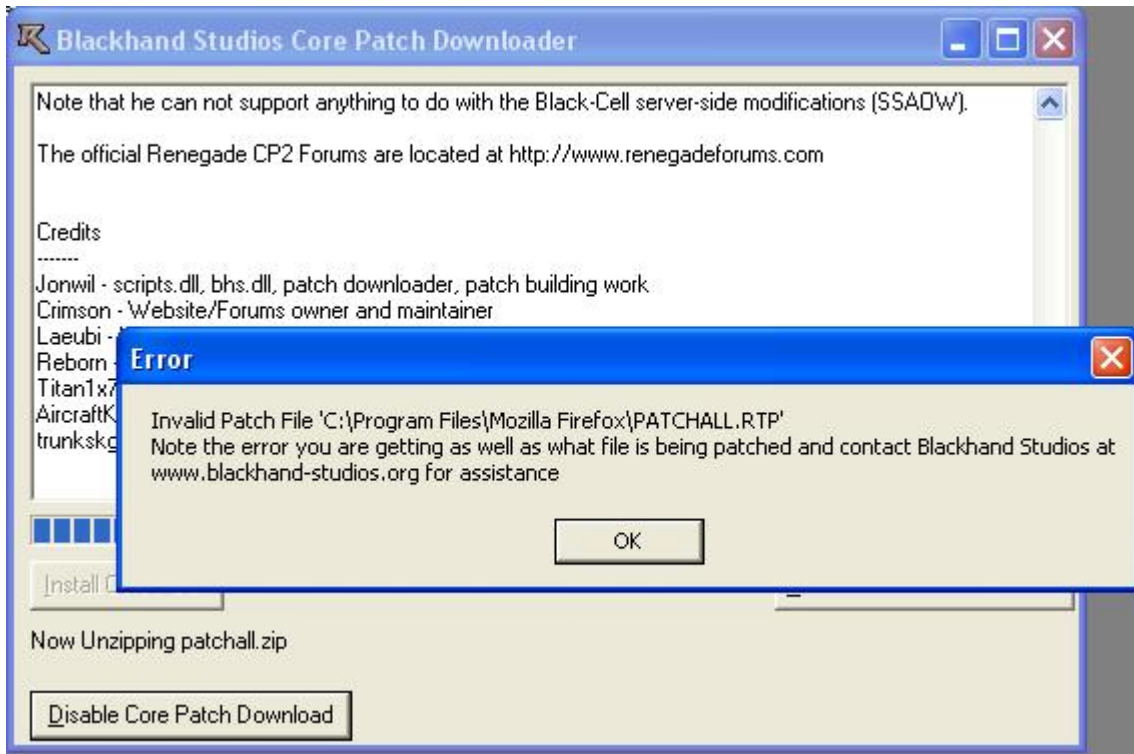 Blackhand Studios Core Patch Downloader
Note that he can not support anything to do with the Black-Cell server-side modifications (SSAOW).
The official Renegade CP2 Forums are located at http://www.renegadeforums.com
Credits
-------
Jonwil - scripts.dll, bhs.dll, patch downloader, patch building work
Crimson - Website/Forums owner and maintainer
Laeubi -
Reborn -
Titan1x7
AircraftK
trunkskg
Error
Invalid Patch File 'C:\Program Files\Mozilla Firefox\PATCHALL.RTP'
Note the error you are getting as well as what file is being patched and contact Blackhand Studios at
www.blackhand-studios.org for assistance
OK
Install
Now Unzipping patchall.zip
Disable Core Patch Download